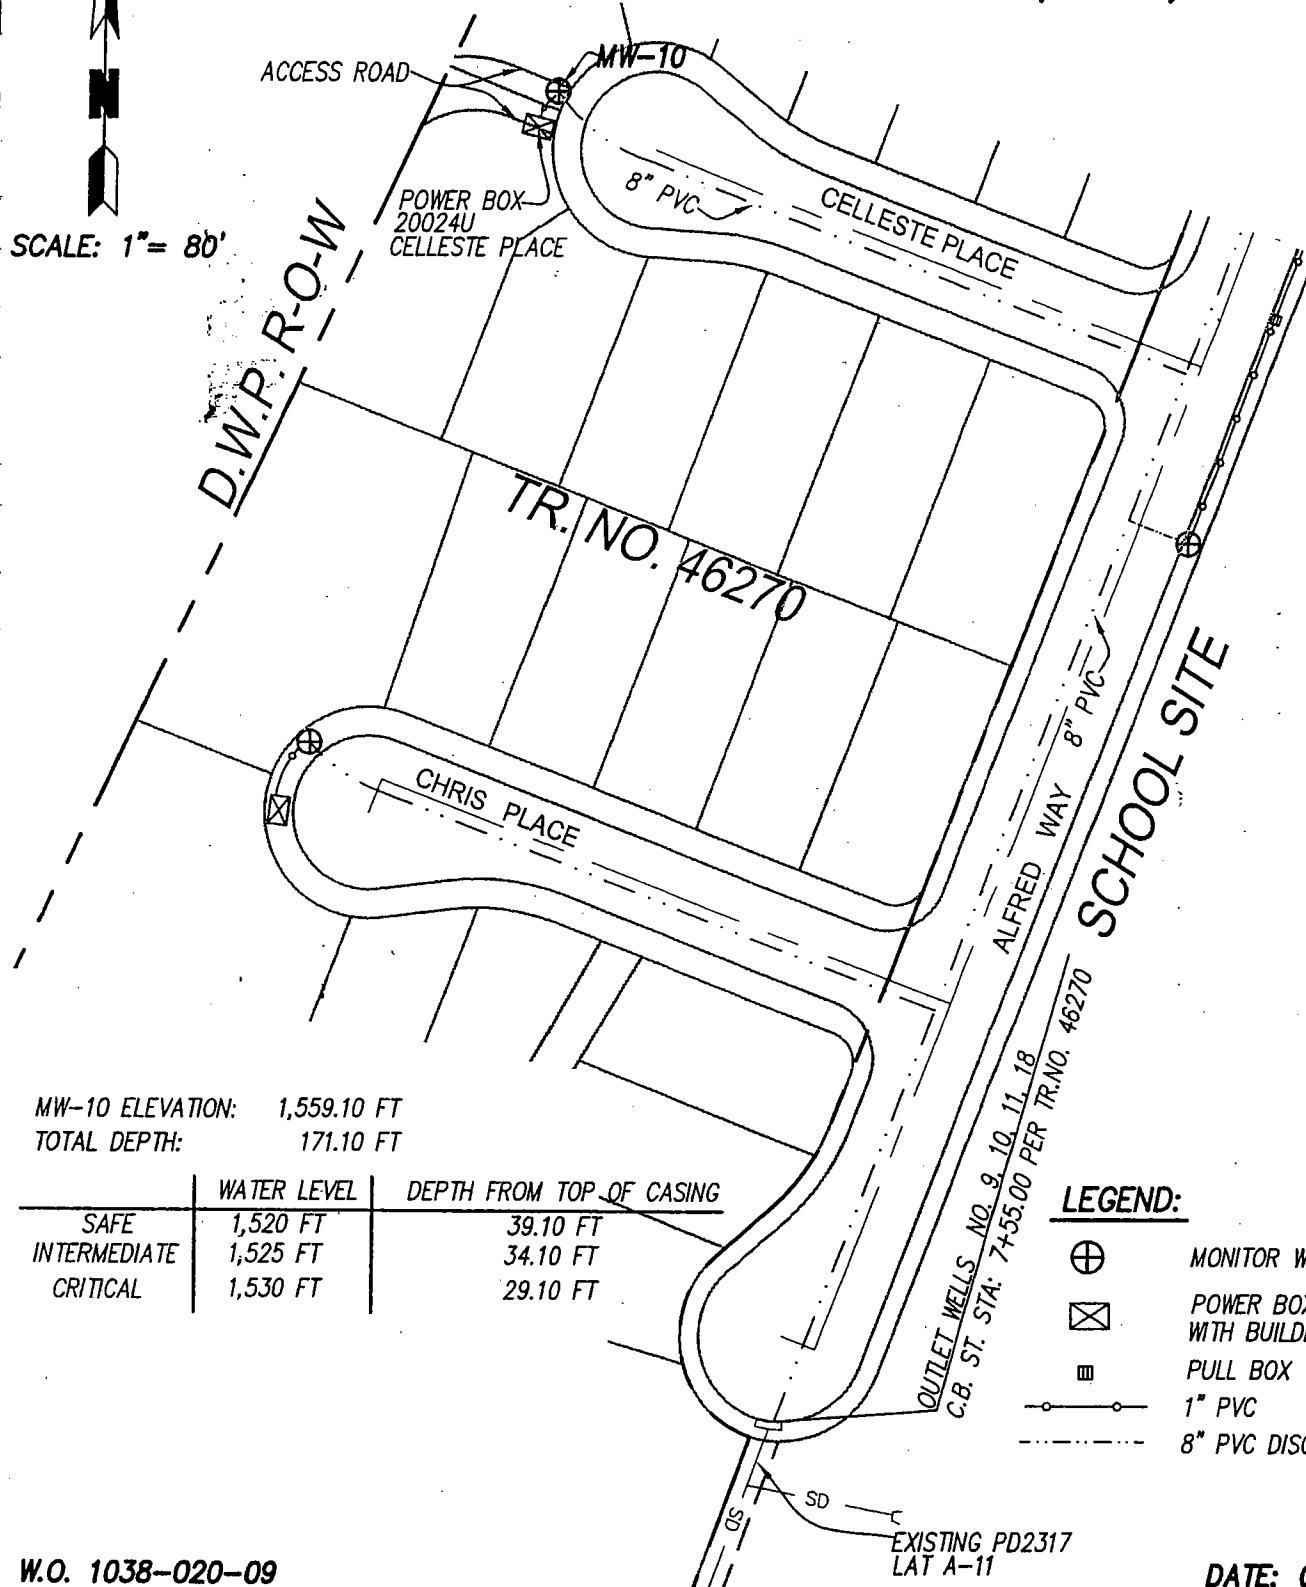 MW-10
ACCESS ROAD
N
8" PVC
CELLESTE PLACE
POWER BOX
20024U
CELLESTE PLACE
SCALE: 1"= 80'
D.W.P. R-O-W
TR. NO. 46270
8" PVC
SCHOOL SITE
CHRIS PLACE
ALFRED WAY
OUTLET WELLS NO. 9, 10, 11, 18
C.B. ST. STA: 7+55.00 PER TR.NO. 46270
MW-10 ELEVATION: 1,559.10 FT
TOTAL DEPTH: 171.10 FT
WATER LEVEL DEPTH FROM TOP OF CASING
SAFE 1,520 FT 39.10 FT
INTERMEDIATE 1,525 FT 34.10 FT
CRITICAL 1,530 FT 29.10 FT
LEGEND:
MONITOR
POWER BOX
WITH
PULL BOX
1" PVC
8" PVC
SD
SD
EXISTING PD2317
LAT A-11
W.O. 1038-020-09
DATE: